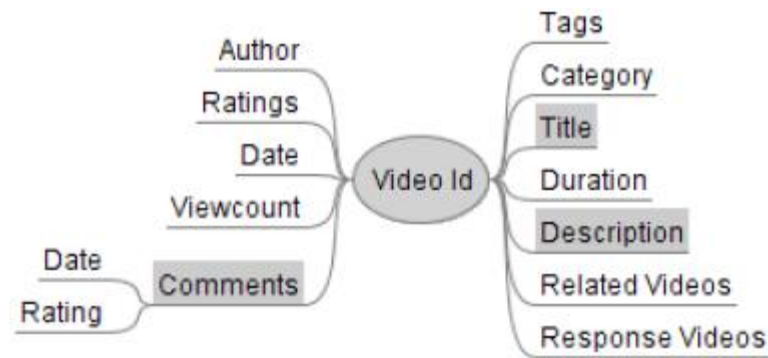 Author
Ratings
Date
Viewcount
Comments
Date
Rating
Video Id
Tags
Category
Title
Duration
Description
Related Videos
Response Videos